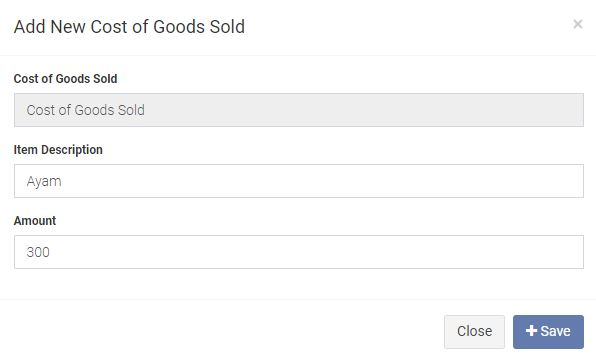 Add New Cost of Goods Sold ×
Cost of Goods Sold
Cost of Goods Sold
Item Description
Ayam
Amount
300
Close + Save